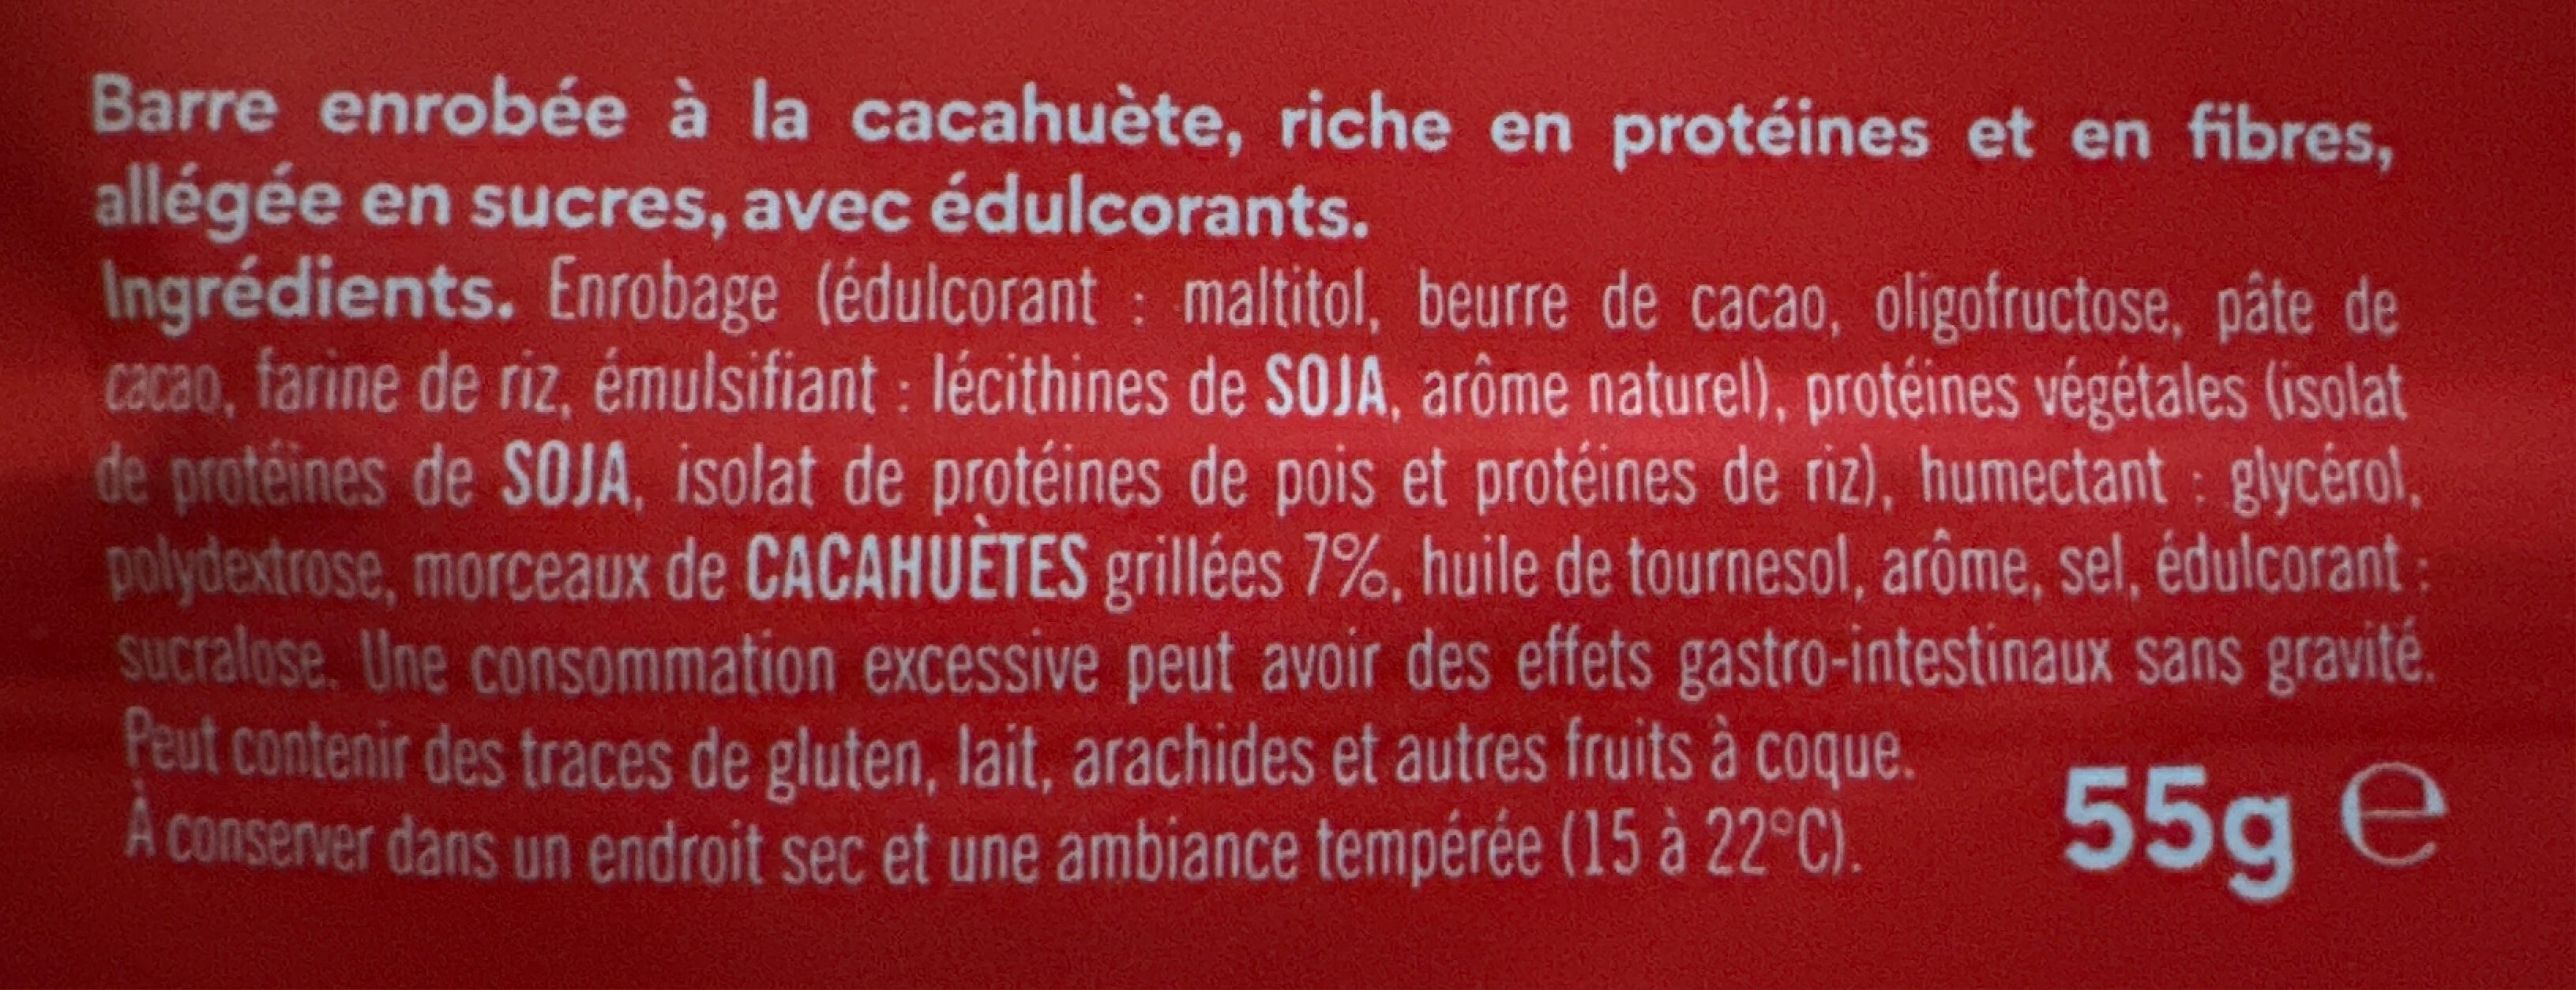 Barre enrobée à la cacahuète, riche en protéines et en fibres,
allégée en sucres, avec édulcorants.
Ingrédients. Enrobage (édulcorant : maltitol, beurre de cacao, oligofructose, pâte de
cacao, farine de riz, émulsifiant : lécithines de SOJA, arôme naturel), protéines végétales (isolat
de protéines de SOJA, isolat de protéines de pois et protéines de riz), humectant : glycérol,
polydextrose, morceaux de CACAHUÈTES grillées 7%, huile de tournesol, arôme, sel, édulcorant :
sucralose. Une consommation excessive peut avoir des effets gastro-intestinaux sans gravité.
Peut contenir des traces de gluten, lait, arachides et autres fruits à coque.
À conserver dans un endroit sec et une ambiance tempérée (15 à 22°C).
55g ℮